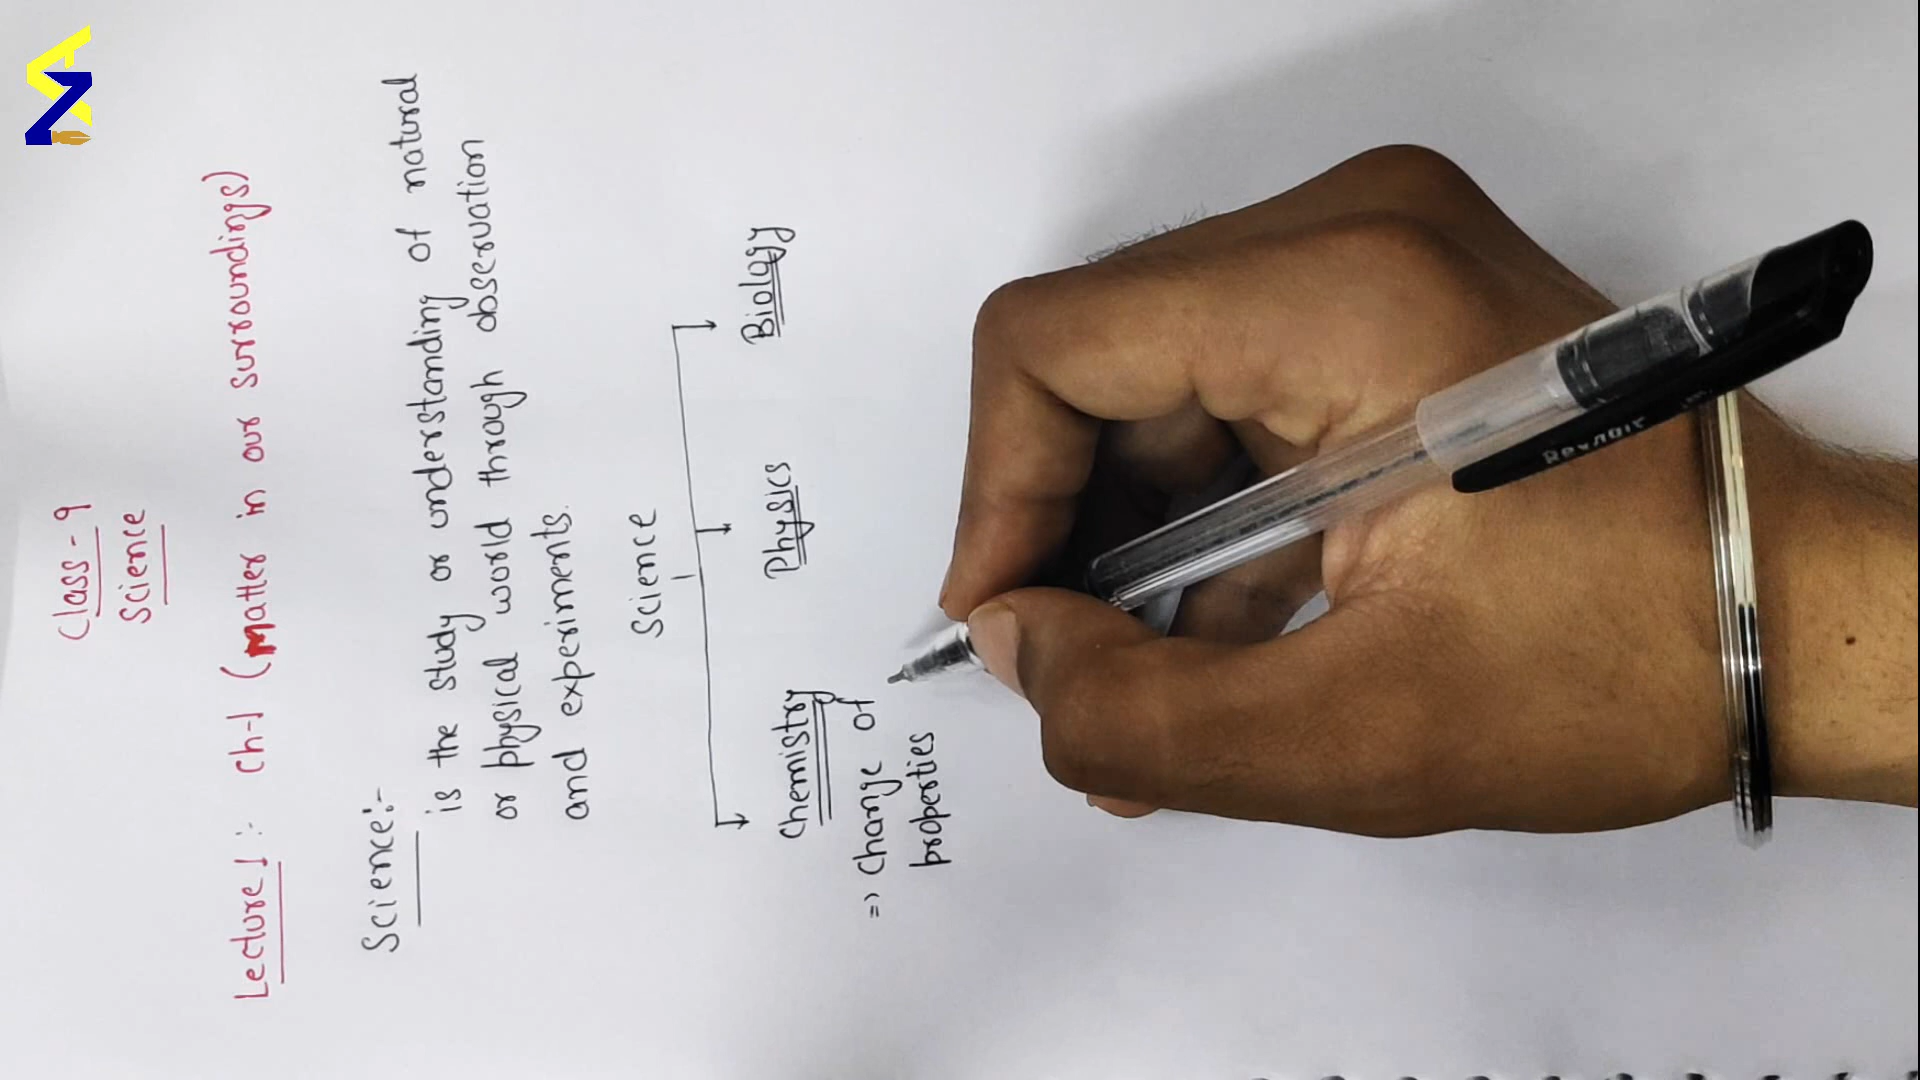 Class - 9
Science
Lecture 1 :- Ch-1 (Matter in our surroundings)
Science:-
is the study or understanding of natural
or physical world through observation
and experiments.
Science
Chemistry Physics Biology
=> Change of
properties
Reynolds